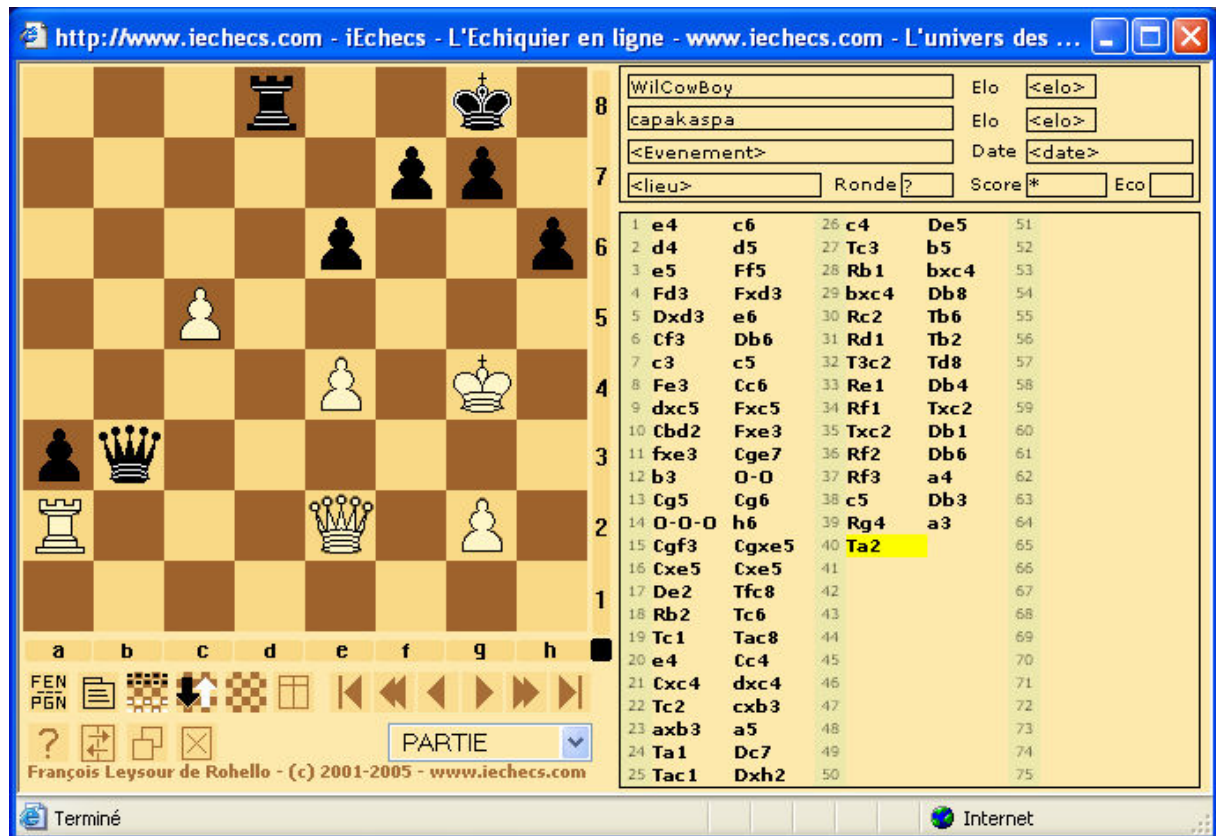 http://www.iechecs.com - iEchecs - L'Echiquier en ligne - www.iechecs.com - L'univers des ...
8
7
6
5
4
3
2
1
a b c d e f g h
WilCowBoy Elo <elo>
capakaspa Elo <elo>
<Evenement> Date <date>
<lieu> Ronde ? Score * Eco
1 e4 c6 26 c4 De5 51
2 d4 d5 27 Tc3 b5 52
3 e5 Ff5 28 Rb1 bxc4 53
4 Fd3 Fxd3 29 bxc4 Db8 54
5 Dxd3 e6 30 Rc2 Tb6 55
6 Cf3 Db6 31 Rd1 Tb2 56
7 c3 c5 32 T3c2 Td8 57
8 Fe3 Cc6 33 Re1 Db4 58
9 dxc5 Fxc5 34 Rf1 Txc2 59
10 Cbd2 Fxe3 35 Txc2 Db1 60
11 fxe3 Cge7 36 Rf2 Db6 61
12 b3 O-O 37 Rf3 a4 62
13 Cg5 Cg6 38 c5 Db3 63
14 O-O-O h6 39 Rg4 a3 64
15 Cgf3 Cgxe5 40 Ta2 65
16 Cxe5 Cxe5 41 66
17 De2 Tfc8 42 67
18 Rb2 Tc6 43 68
19 Tc1 Tac8 44 69
20 e4 Cc4 45 70
21 Cxc4 dxc4 46 71
22 Tc2 cxb3 47 72
23 axb3 a5 48 73
24 Ta1 Dc7 49 74
25 Tac1 Dxh2 50 75
FEN
PGN
? PARTIE
François Leysour de Rohello - (c) 2001-2005 - www.iechecs.com
Terminé Internet